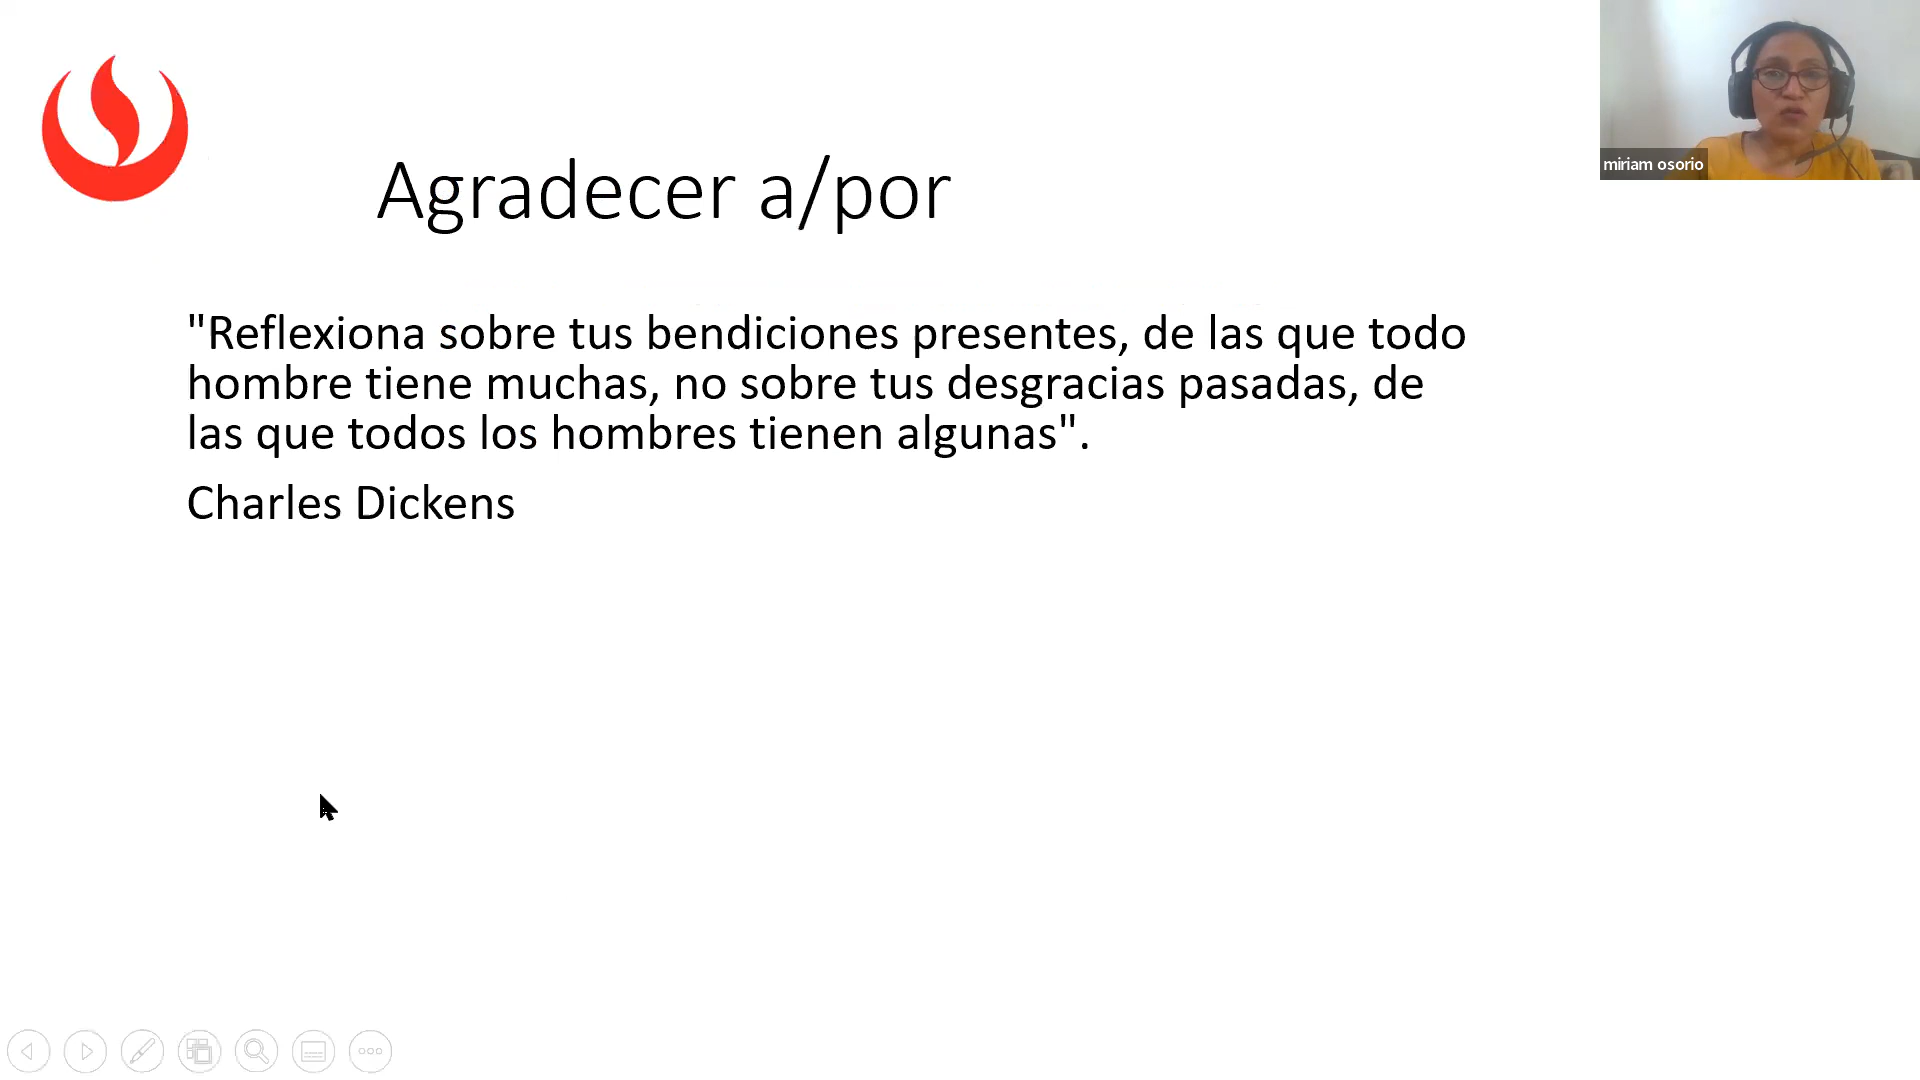 miriam osorio
Agradecer a/por
"Reflexiona sobre tus bendiciones presentes, de las que todo
hombre tiene muchas, no sobre tus desgracias pasadas, de
las que todos los hombres tienen algunas".
Charles Dickens